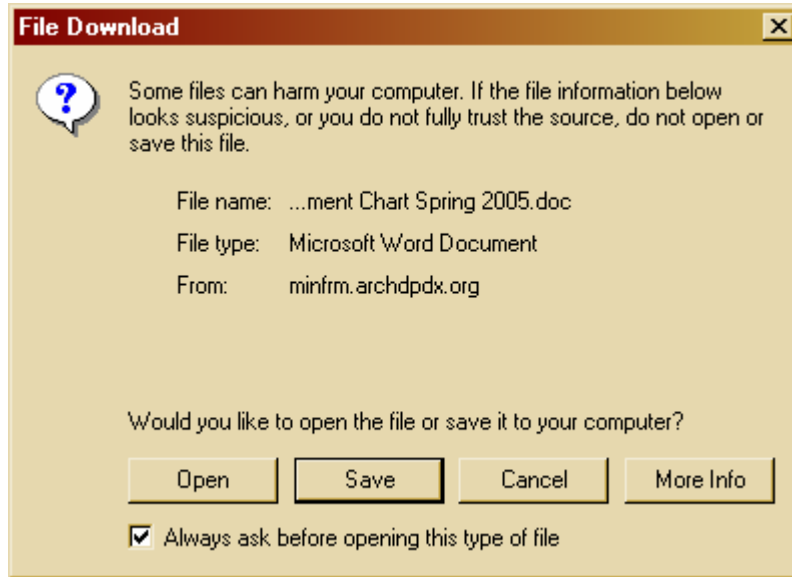 File Download
Some files can harm your computer. If the file information below
looks suspicious, or you do not fully trust the source, do not open or
save this file.
File name: ...ment Chart Spring 2005.doc
File type: Microsoft Word Document
From: minfrm.archdpdx.org
Would you like to open the file or save it to your computer?
Open Save Cancel More Info
Always ask before opening this type of file